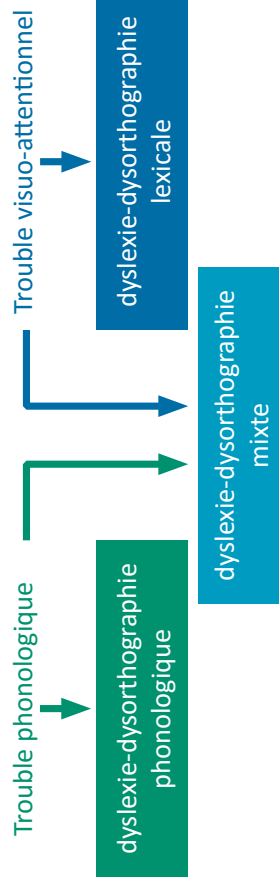 Trouble phonologique
Trouble visuo-attentionnel
dyslexie-dysorthographie
phonologique
dyslexie-dysorthographie
lexicale
dyslexie-dysorthographie
mixte